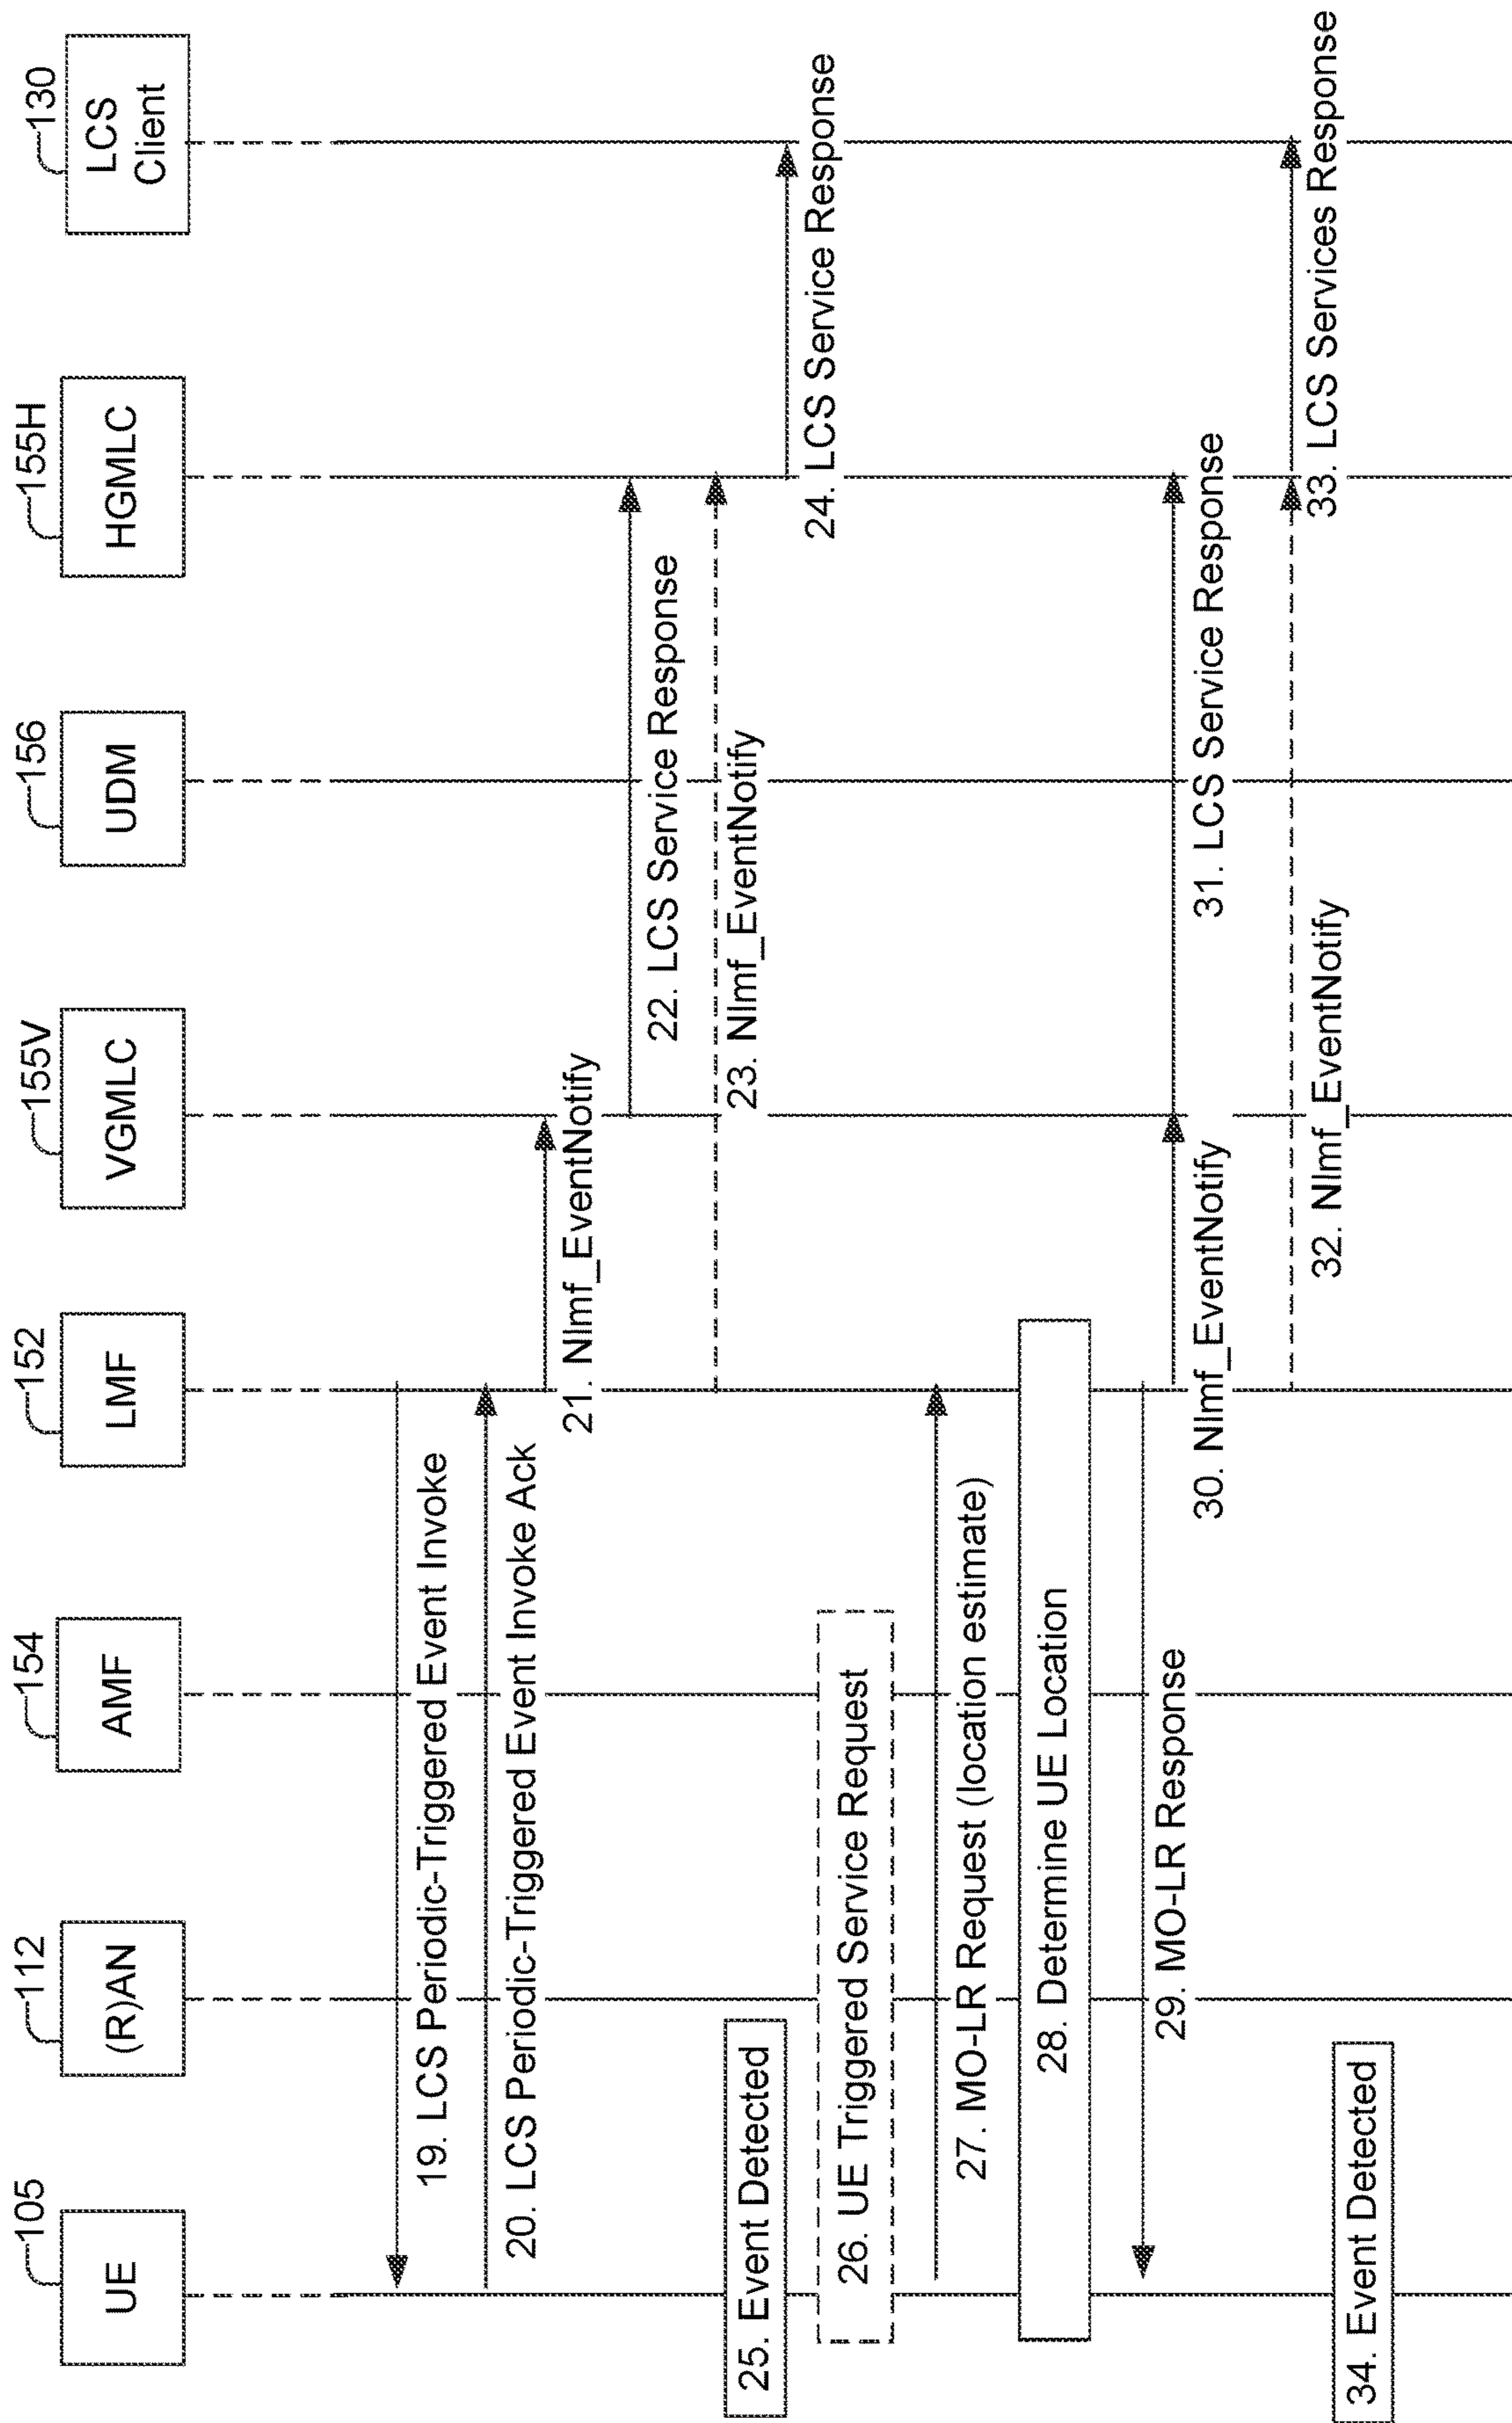 105
UE
112
(R)AN
154
AMF
152
LMF
155V
VGMLC
156
UDM
155H
HGMLC
130
LCS
Client
19. LCS Periodic-Triggered Event Invoke
20. LCS Periodic-Triggered Event Invoke Ack
21. Nlmf_EventNotify
22. LCS Service Response
23. Nlmf_EventNotify
24. LCS Service Response
25. Event Detected
26. UE Triggered Service Request
27. MO-LR Request (location estimate)
28. Determine UE Location
29. MO-LR Response
30. Nlmf_EventNotify
31. LCS Service Response
32. Nlmf_EventNotify
33. LCS Services Response
34. Event Detected